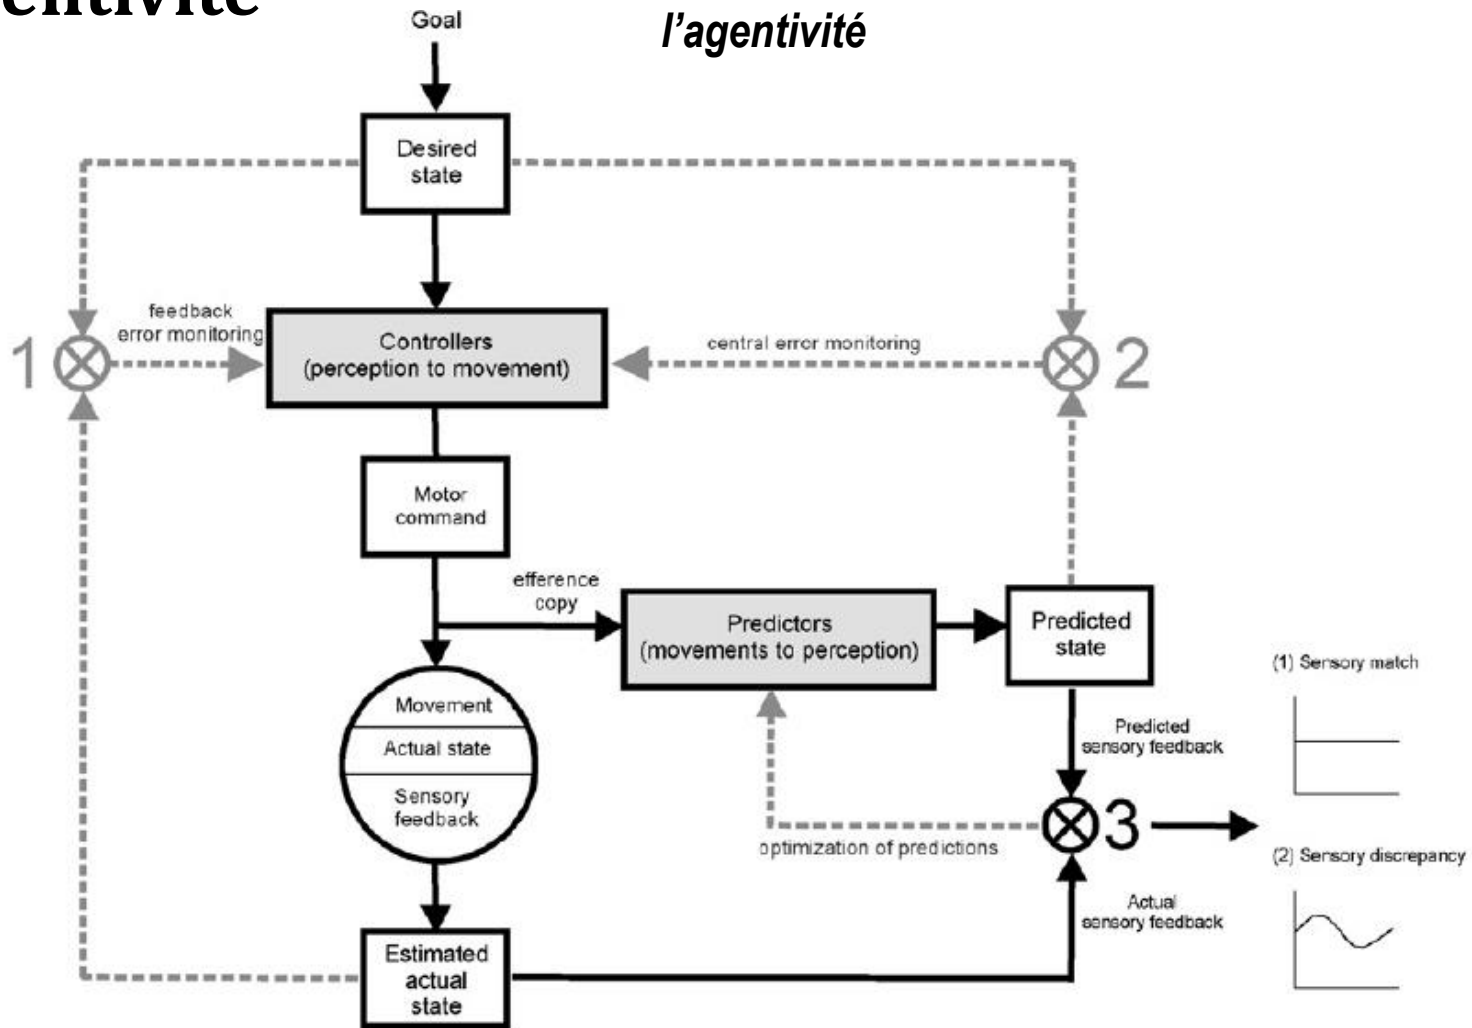 entivité
l'agentivité
Goal
Desired
state
feedback
error monitoring
1
Controllers
(perception to movement)
central error monitoring
2
Motor
command
efference
copy
Predictors
(movements to perception)
Predicted
state
(1) Sensory match
Movement
Actual state
Sensory
feedback
Predicted
sensory feedback
3
optimization of predictions
(2) Sensory discrepancy
Actual
sensory feedback
Estimated
actual
state